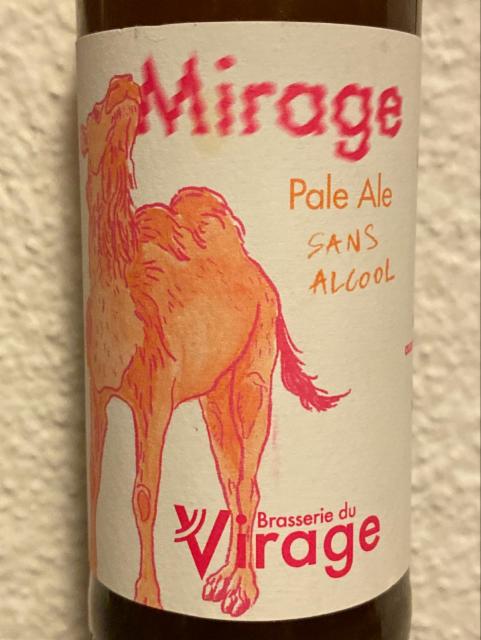 Mirage
Pale Ale
SANS
ALCOOL
Brasserie du
Virage